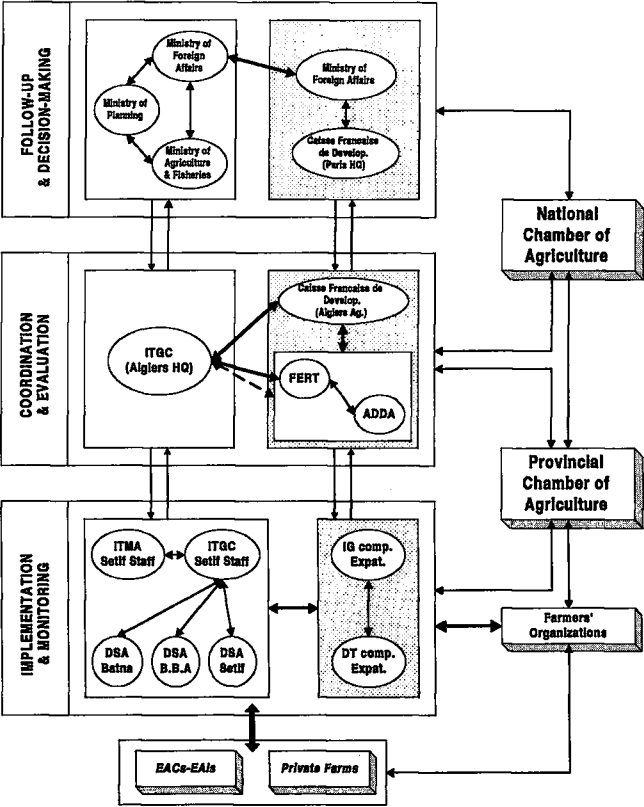 FOLLOW-UP
& DECISION-MAKING
Ministry of
Foreign
Affairs
Ministry of
Planning
Ministry of
Agriculture
& Fisheries
Ministry of
Foreign Affairs
Caisse Francaise
de Develop.
(Paris HQ)
National
Chamber of
Agriculture
COORDINATION
& EVALUATION
ITGC
(Algiers HQ)
Caisse Francaise de
Develop.
(Algiers Ag.)
FERT
ADDA
Provincial
Chamber of
Agriculture
IMPLEMENTATION
& MONITORING
ITMA
Setif Staff
ITGC
Setif Staff
DSA
Batna
DSA
B.B.A
DSA
Setif
IG comp.
Expat.
DT comp.
Expat.
Farmers'
Organizations
EACs-EAIs
Private Farms